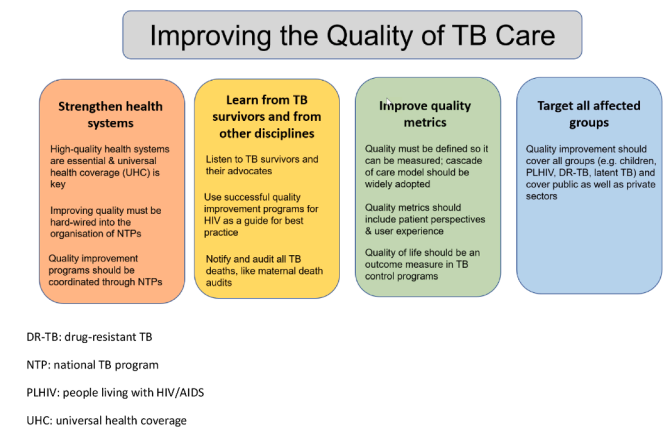 Improving the Quality of TB Care
Strengthen health
systems
High-quality health systems
are essential & universal
health coverage (UHC) is
key
Improving quality must be
hard-wired into the
organisation of NTPs
Quality improvement
programs should be
coordinated through NTPs
Learn from TB
survivors and from
other disciplines
Listen to TB survivors and
their advocates
Use successful quality
improvement programs for
HIV as a guide for best
practice
Notify and audit all TB
deaths, like maternal death
audits
Improve quality
metrics
Quality must be defined so it
can be measured; cascade
of care model should be
widely adopted
Quality metrics should
include patient perspectives
& user experience
Quality of life should be an
outcome measure in TB
control programs
Target all affected
groups
Quality improvement should
cover all groups (e.g. children,
PLHIV, DR-TB, latent TB) and
cover public as well as private
sectors
DR-TB: drug-resistant TB
NTP: national TB program
PLHIV: people living with HIV/AIDS
UHC: universal health coverage